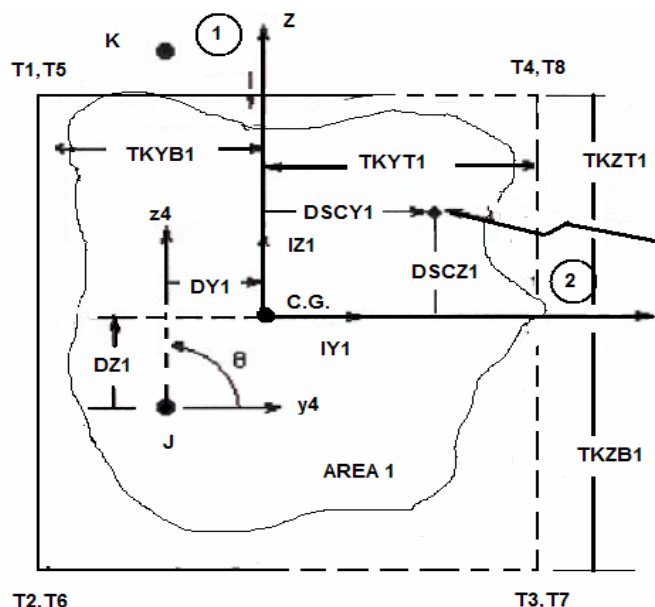 1
Z
K
T1,T5
T4,T8
TKYB1
TKYT1
TKZT1
z4
DSCY1
IZ1
DSCZ1
DY1
2
C.G.
DZ1
θ
IY1
y4
J
TKZB1
AREA 1
T2,T6
T3,T7